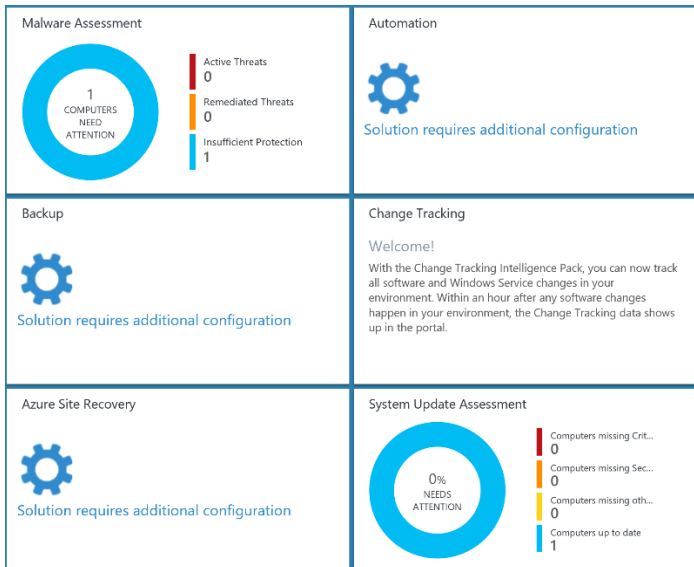 Malware Assessment
1
COMPUTERS
NEED
ATTENTION
Active Threats
0
Remediated Threats
0
Insufficient Protection
1
Automation
Solution requires additional configuration
Backup
Solution requires additional configuration
Change Tracking
Welcome!
With the Change Tracking Intelligence Pack, you can now track
all software and Windows Service changes in your
environment. Within an hour after any software changes
happen in your environment, the Change Tracking data shows
up in the portal.
Azure Site Recovery
Solution requires additional configuration
System Update Assessment
0%
NEEDS
ATTENTION
Computers missing Crit...
0
Computers missing Sec...
0
Computers missing oth...
0
Computers up to date
1